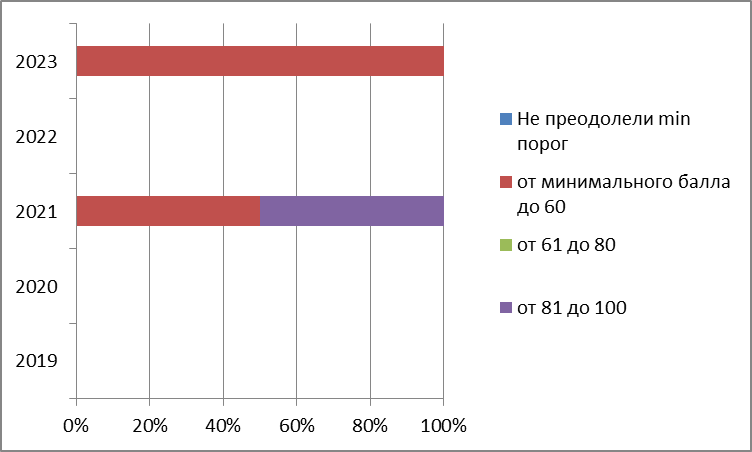 2023
2022
2021
2020
2019
0% 20% 40% 60% 80% 100%
Не преодолели min
порог
от минимального балла
до 60
от 61 до 80
от 81 до 100